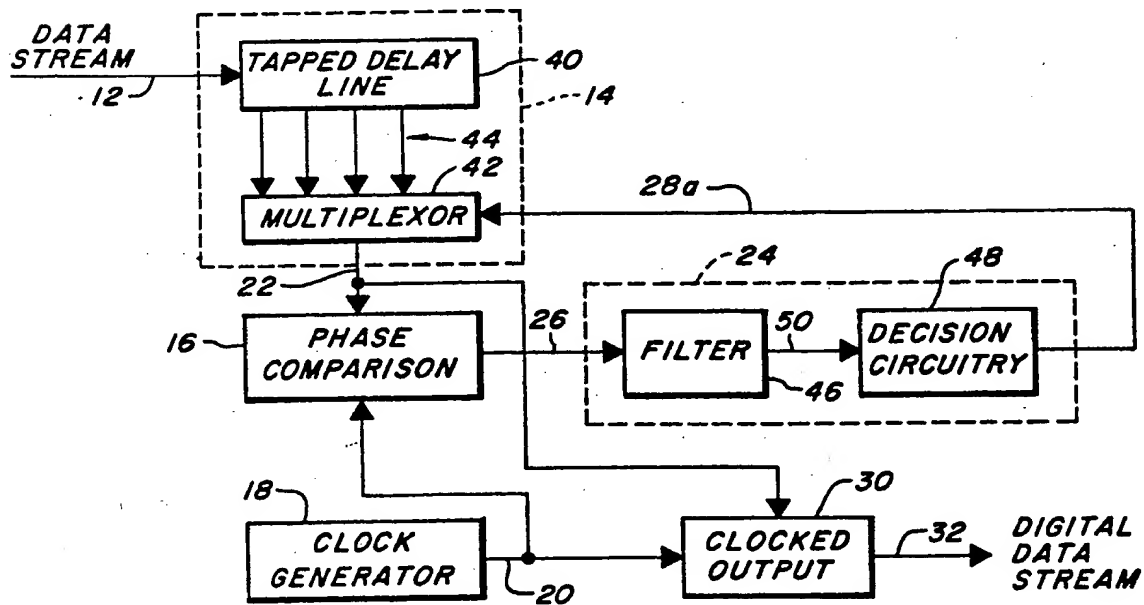 DATA
STREAM
12
TAPPED DELAY
LINE
40
14
44
42
MULTIPLEXOR
28a
22
24
48
16
PHASE
COMPARISON
26
FILTER
50
DECISION
CIRCUITRY
46
18
30
CLOCK
GENERATOR
20
CLOCKED
OUTPUT
32
DIGITAL
DATA
STREAM